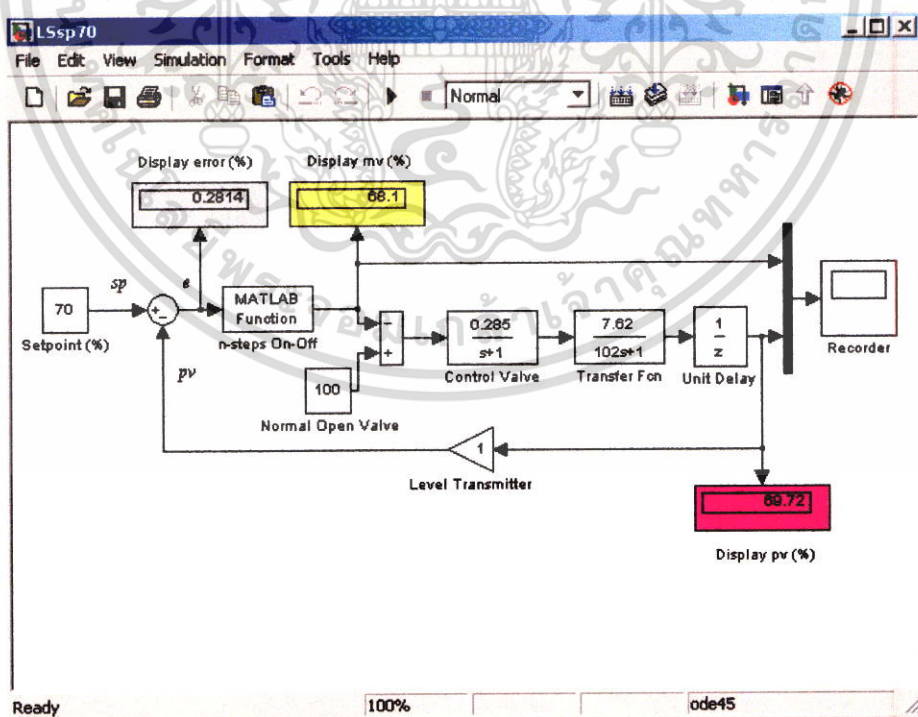 LSsp70
File Edit View Simulation Format Tools Help
Normal
Display error (%)
Display mv (%)
0.2814
68.1
sp
e
70
Setpoint (%)
MATLAB
Function
n-steps On-Off
0.285
s+1
Control Valve
7.62
102s+1
Transfer Fcn
1
z
Unit Delay
Recorder
pv
100
Normal Open Valve
1
Level Transmitter
69.72
Display pv (%)
Ready
100%
ode45